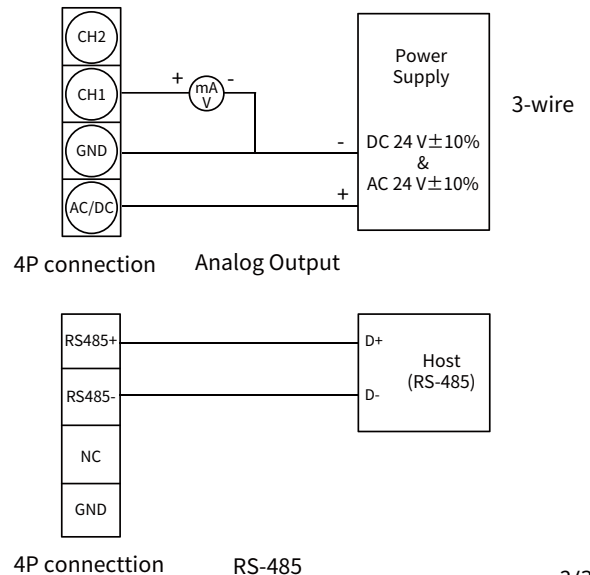 CH2
CH1
GND
AC/DC
+
mA
V
-
Power
Supply
-
DC 24 V±10%
&
AC 24 V±10%
+
3-wire
4P connection
Analog Output
RS485+
RS485-
NC
GND
D+
D-
Host
(RS-485)
4P connecttion
RS-485